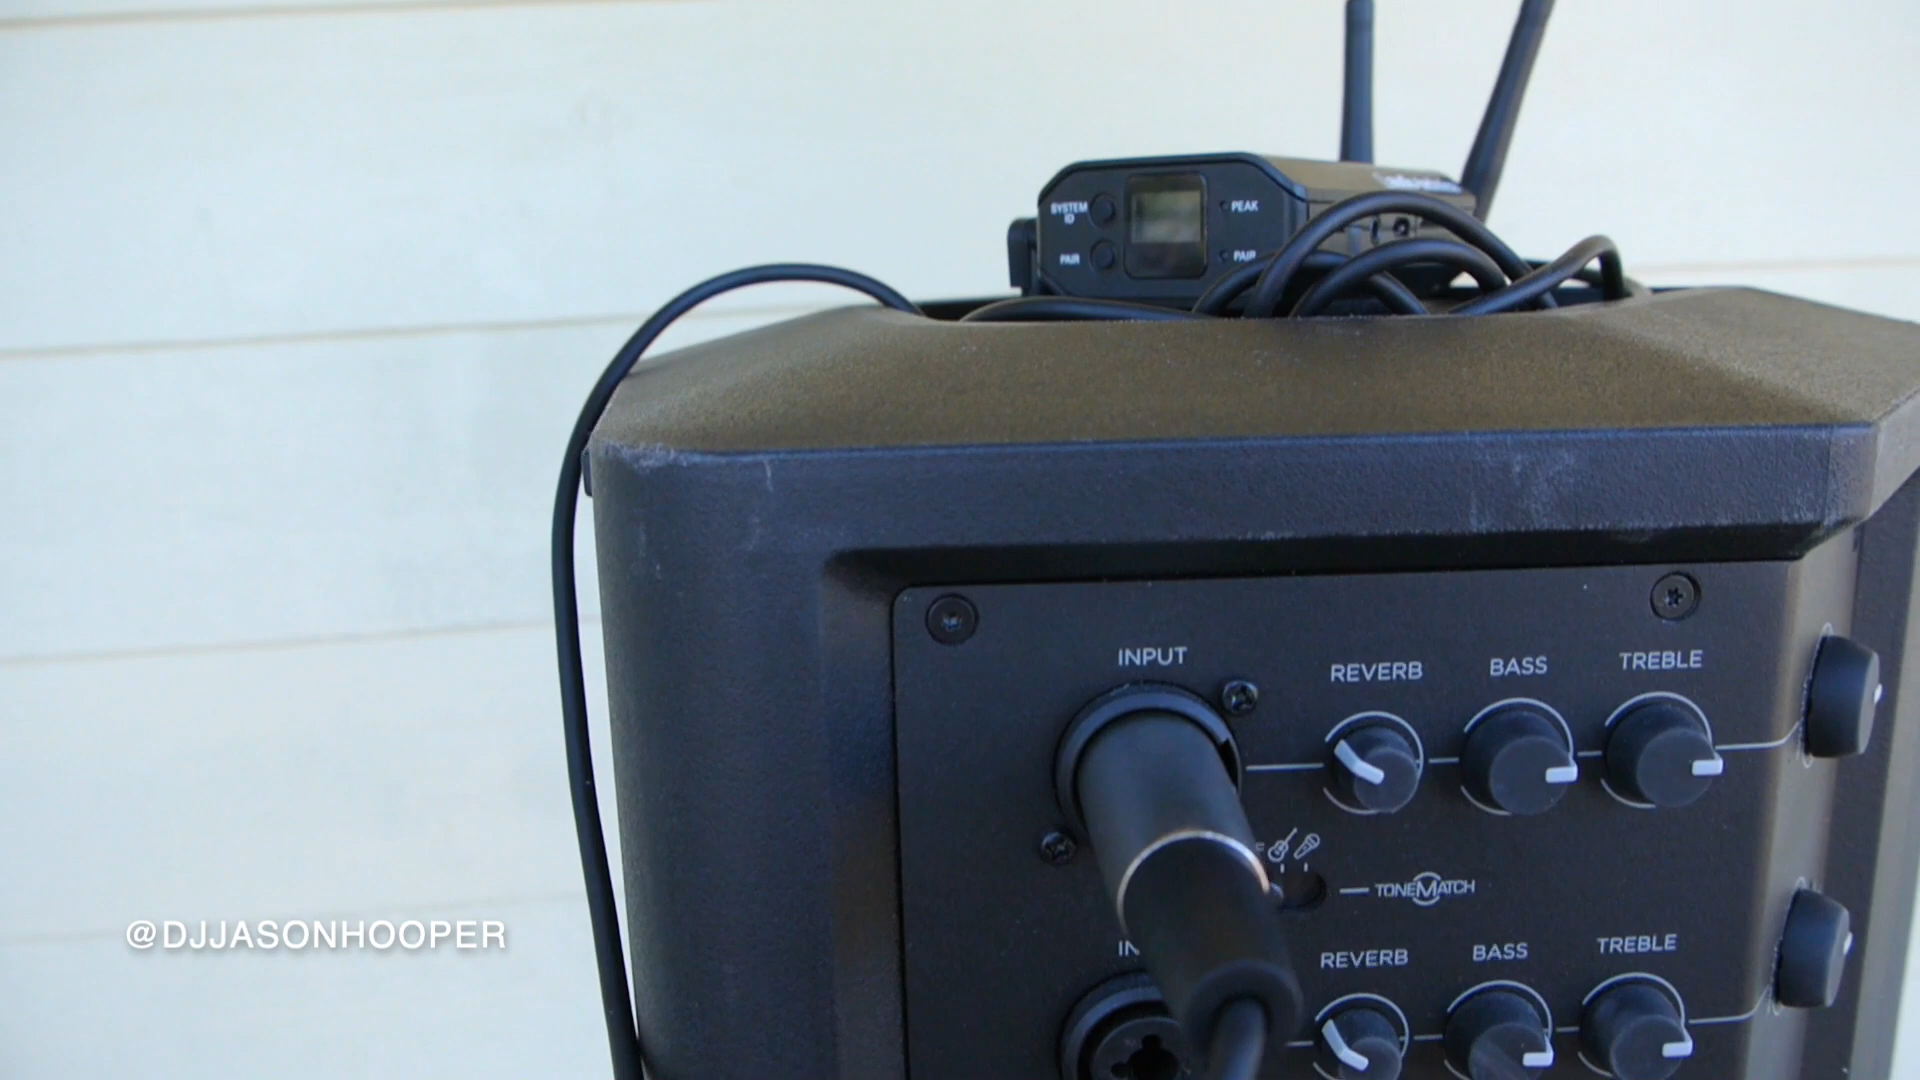 SYSTEM
ID
PEAK
PAIR
PAIR
INPUT
REVERB
BASS
TREBLE
TONEMATCH
REVERB
BASS
TREBLE
@DJJASONHOOPER